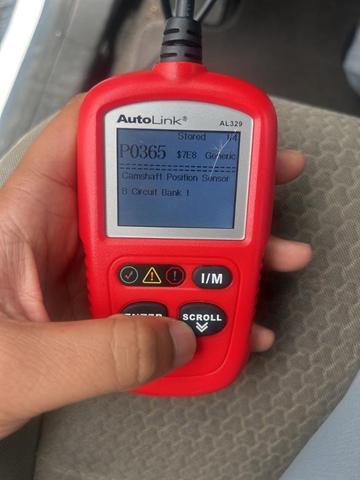 AutoLink®
AL329
Stored
P0365 $7E8 Generic
Camshaft Position Sensor
B Circuit Bank 1
I/M
SCROLL